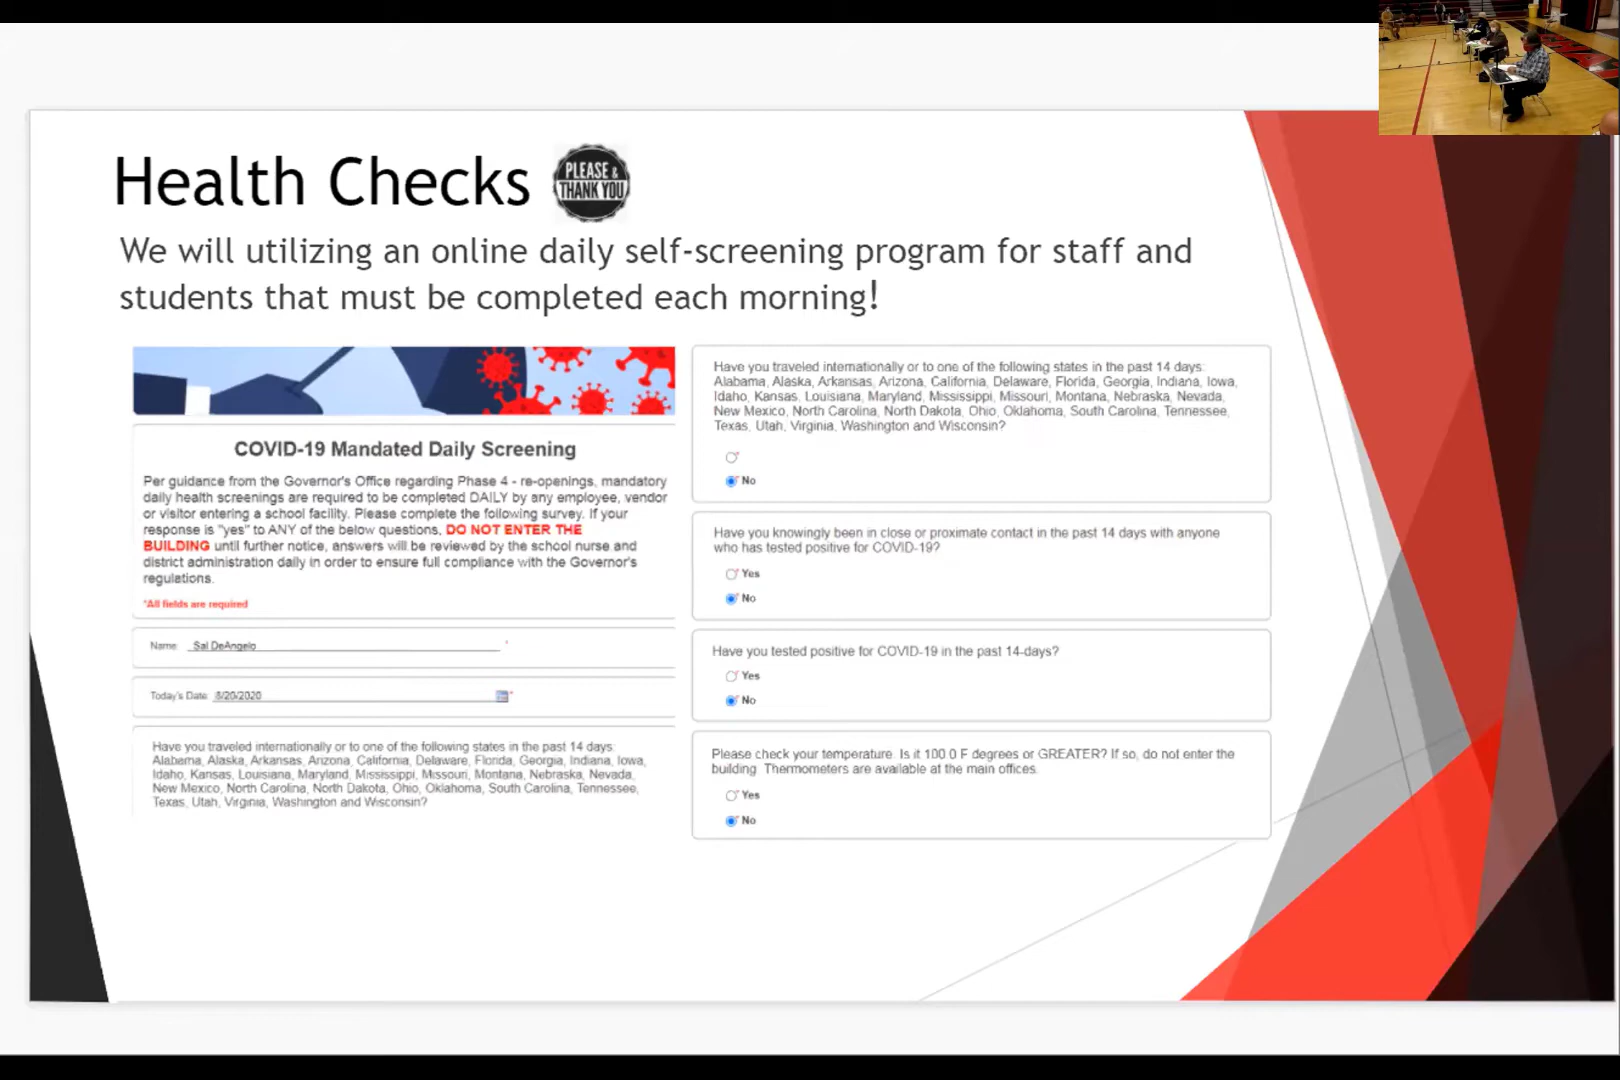 Health Checks
PLEASE &
THANK YOU
We will utilizing an online daily self-screening program for staff and
students that must be completed each morning!
COVID-19 Mandated Daily Screening
Per guidance from the Governor's Office regarding Phase 4 - re-openings, mandatory
daily health screenings are required to be completed DAILY by any employee, vendor
or visitor entering a school facility. Please complete the following survey. If your
response is "yes" to ANY of the below questions, DO NOT ENTER THE
BUILDING until further notice, answers will be reviewed by the school nurse and
district administration daily in order to ensure full compliance with the Governor's
regulations.
*All fields are required
Name: Sal DeAngelo *
Today's Date: 8/20/2020 *
Have you traveled internationally or to one of the following states in the past 14 days:
Alabama, Alaska, Arkansas, Arizona, California, Delaware, Florida, Georgia, Indiana, Iowa,
Idaho, Kansas, Louisiana, Maryland, Mississippi, Missouri, Montana, Nebraska, Nevada,
New Mexico, North Carolina, North Dakota, Ohio, Oklahoma, South Carolina, Tennessee,
Texas, Utah, Virginia, Washington and Wisconsin?
Have you traveled internationally or to one of the following states in the past 14 days:
Alabama, Alaska, Arkansas, Arizona, California, Delaware, Florida, Georgia, Indiana, Iowa,
Idaho, Kansas, Louisiana, Maryland, Mississippi, Missouri, Montana, Nebraska, Nevada,
New Mexico, North Carolina, North Dakota, Ohio, Oklahoma, South Carolina, Tennessee,
Texas, Utah, Virginia, Washington and Wisconsin?
No
Have you knowingly been in close or proximate contact in the past 14 days with anyone
who has tested positive for COVID-19?
Yes
No
Have you tested positive for COVID-19 in the past 14-days?
Yes
No
Please check your temperature. Is it 100.0 F degrees or GREATER? If so, do not enter the
building. Thermometers are available at the main offices.
Yes
No